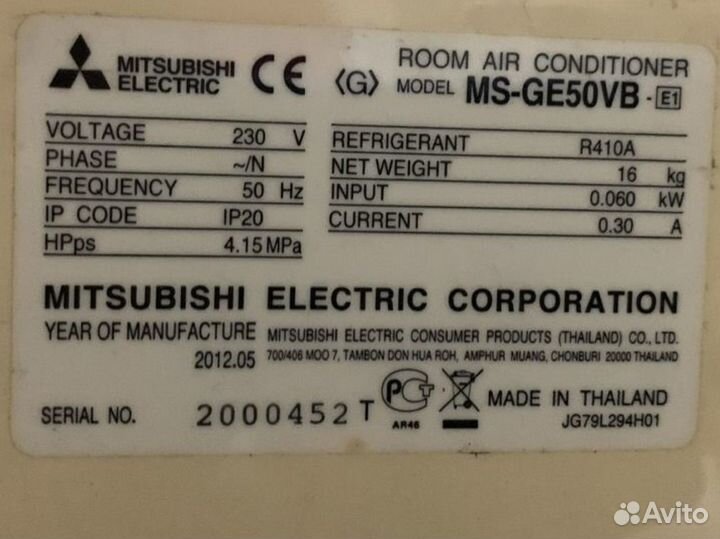 MITSUBISHI ELECTRIC CE
⟨G⟩ ROOM AIR CONDITIONER
MODEL MS-GE50VB - E1
VOLTAGE 230 V
PHASE ~/N
FREQUENCY 50 Hz
IP CODE IP20
HPps 4.15 MPa
REFRIGERANT R410A
NET WEIGHT 16 kg
INPUT 0.060 kW
CURRENT 0.30 A
MITSUBISHI ELECTRIC CORPORATION
YEAR OF MANUFACTURE
2012.05
MITSUBISHI ELECTRIC CONSUMER PRODUCTS (THAILAND) CO., LTD.
700/406 MOO 7, TAMBON DON HUA ROH, AMPHUR MUANG, CHONBURI 20000 THAILAND
SERIAL NO. 2000452 T
АЯ46
MADE IN THAILAND
JG79L294H01
Avito